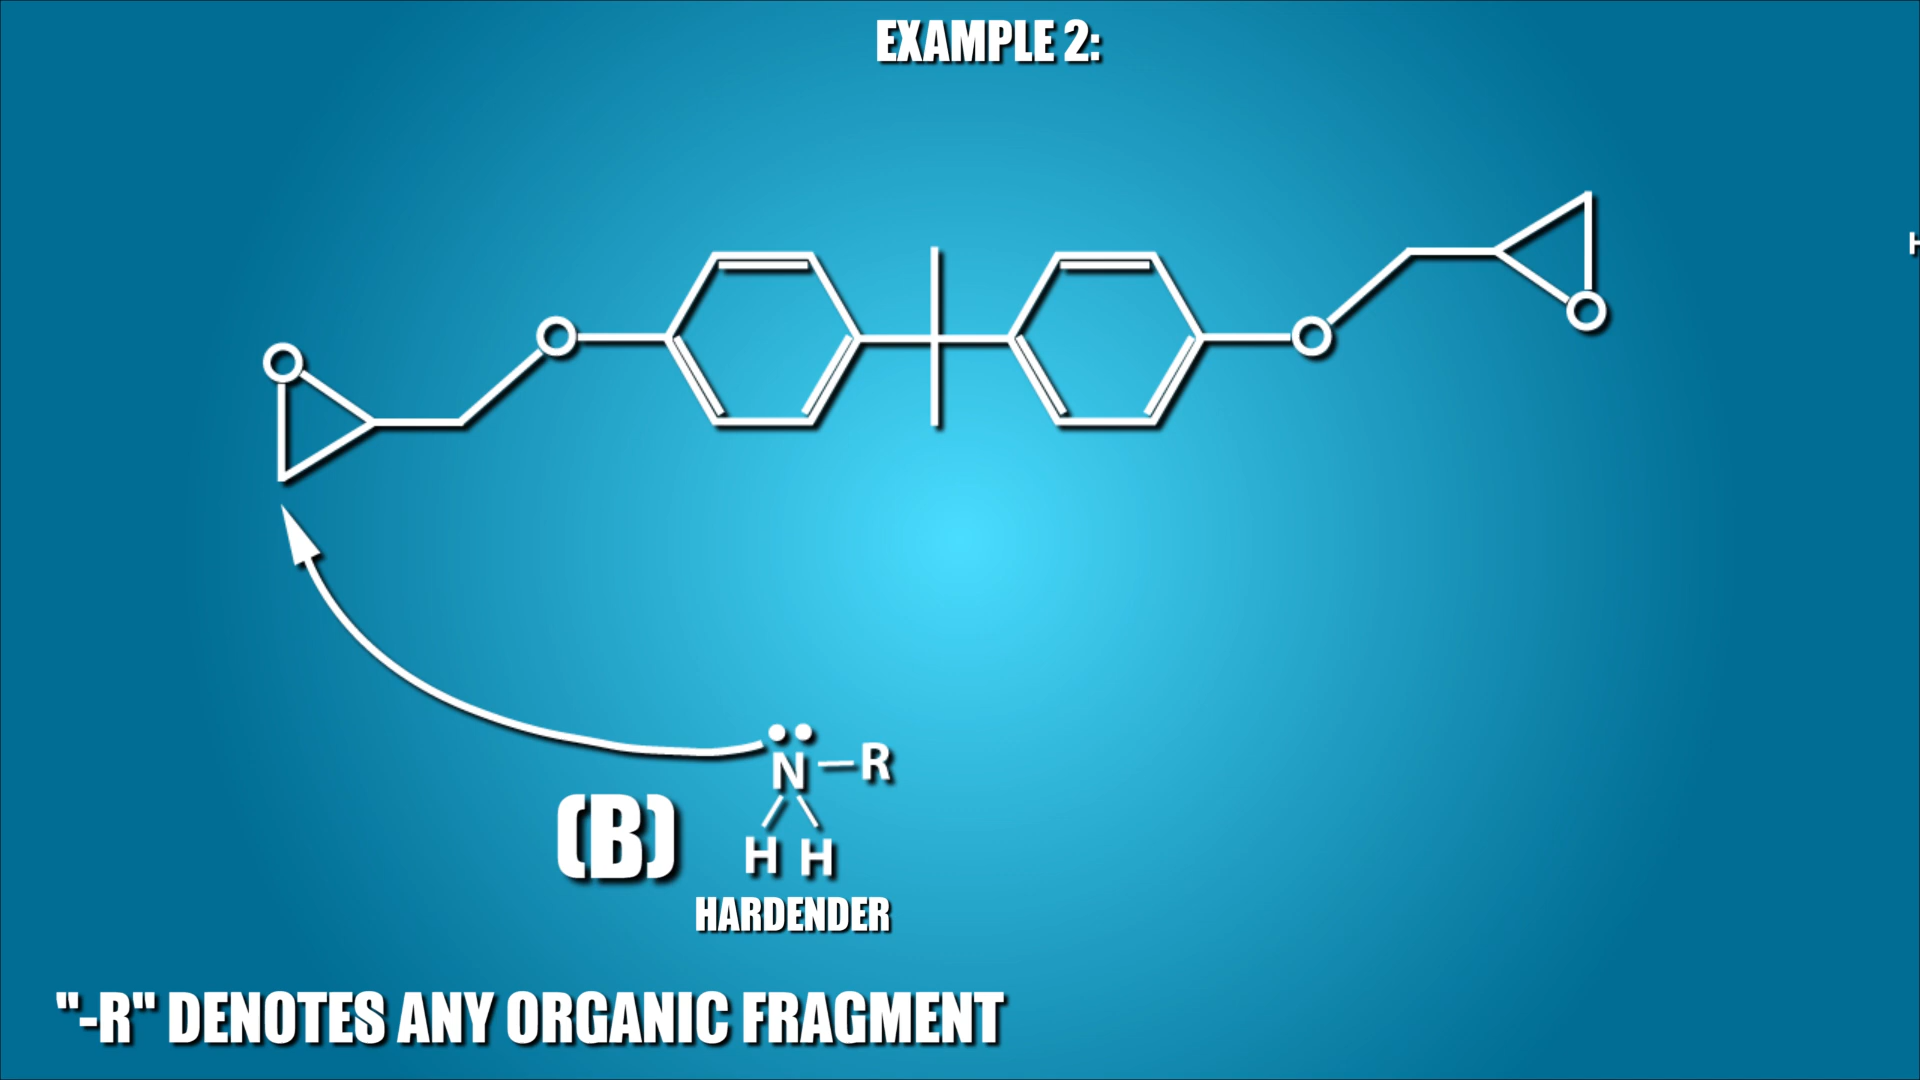 EXAMPLE 2:
O
O
O
O
H
N-R
H H
(B)
HARDENDER
"-R" DENOTES ANY ORGANIC FRAGMENT